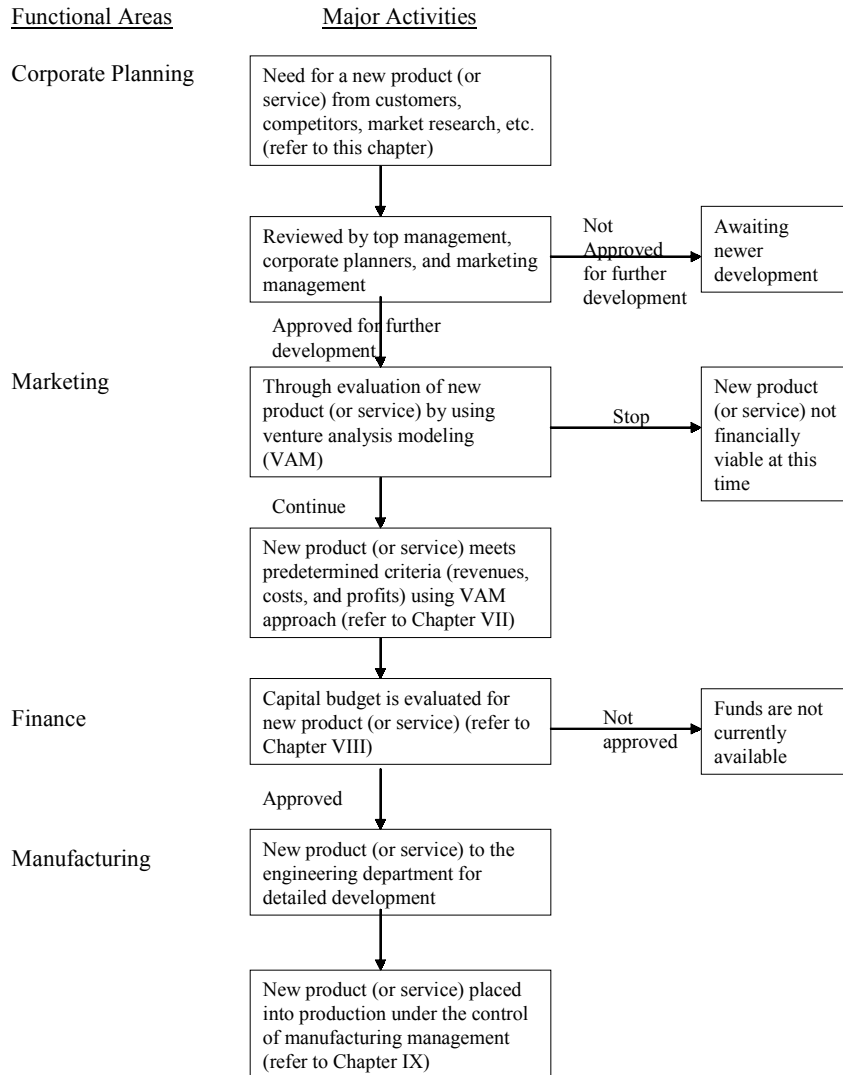 Functional Areas
Major Activities
Corporate Planning
Need for a new product (or
service) from customers,
competitors, market research, etc.
(refer to this chapter)
Reviewed by top management,
corporate planners, and marketing
management
Not
Approved
for further
development
Awaiting
newer
development
Approved for further
development
Marketing
Through evaluation of new
product (or service) by using
venture analysis modeling
(VAM)
Stop
New product
(or service) not
financially
viable at this
time
Continue
New product (or service) meets
predetermined criteria (revenues,
costs, and profits) using VAM
approach (refer to Chapter VII)
Finance
Capital budget is evaluated for
new product (or service) (refer to
Chapter VIII)
Not
approved
Funds are not
currently
available
Approved
Manufacturing
New product (or service) to the
engineering department for
detailed development
New product (or service) placed
into production under the control
of manufacturing management
(refer to Chapter IX)